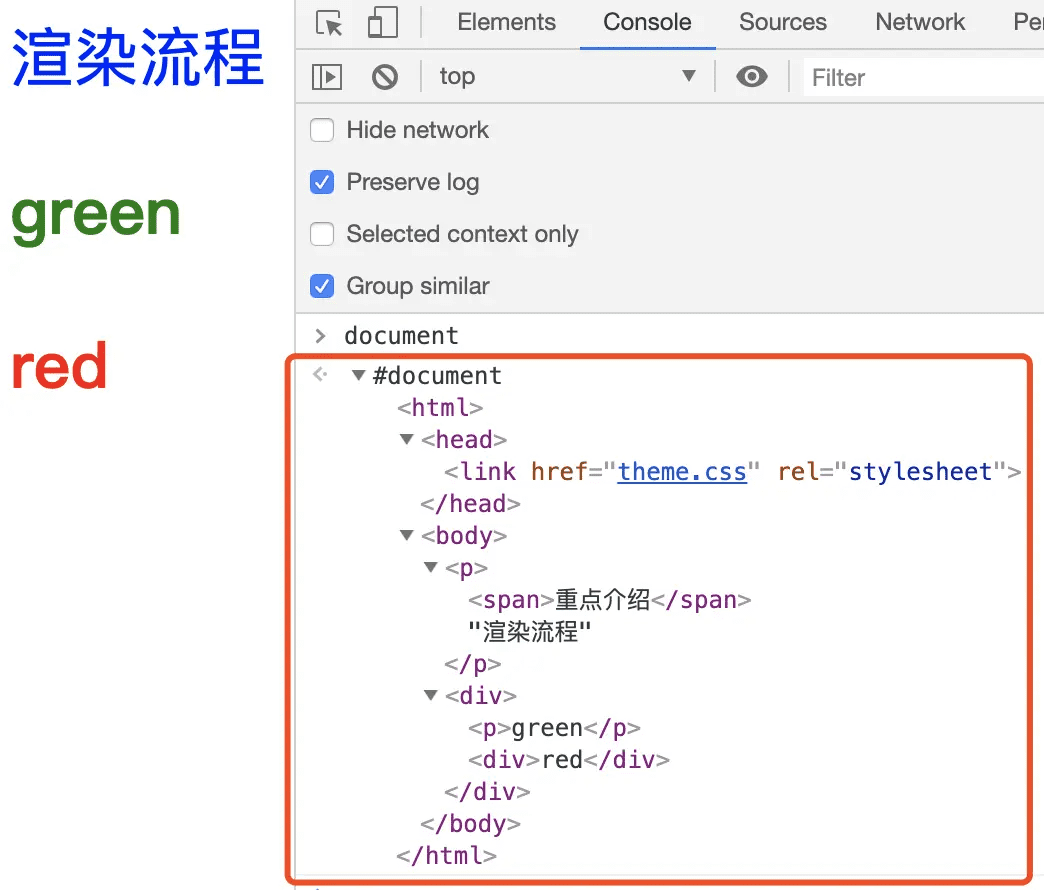 渲染流程
green
red
Elements Console Sources Network Pe
top Filter
Hide network
Preserve log
Selected context only
Group similar
document
#document
<html>
<head>
<link href="theme.css" rel="stylesheet">
</head>
<body>
<p>
<span>重点介绍</span>
"渲染流程"
</p>
<div>
<p>green</p>
<div>red</div>
</div>
</body>
</html>